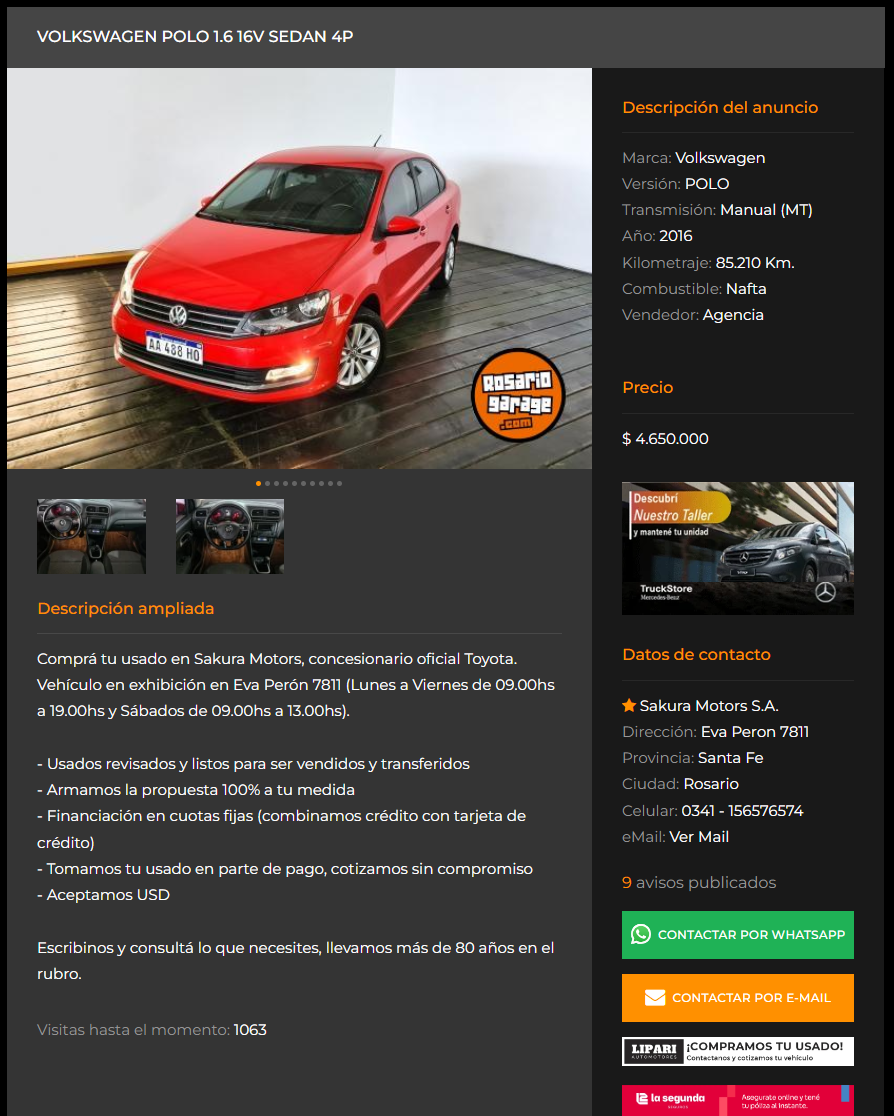 VOLKSWAGEN POLO 1.6 16V SEDAN 4P
AA 488 HO
Rosario
garage
.com
Descripción ampliada
Comprá tu usado en Sakura Motors, concesionario oficial Toyota.
Vehículo en exhibición en Eva Perón 7811 (Lunes a Viernes de 09.00hs
a 19.00hs y Sábados de 09.00hs a 13.00hs).
- Usados revisados y listos para ser vendidos y transferidos
- Armamos la propuesta 100% a tu medida
- Financiación en cuotas fijas (combinamos crédito con tarjeta de
crédito)
- Tomamos tu usado en parte de pago, cotizamos sin compromiso
- Aceptamos USD
Escribinos y consultá lo que necesites, llevamos más de 80 años en el
rubro.
Visitas hasta el momento: 1063
Descripción del anuncio
Marca: Volkswagen
Versión: POLO
Transmisión: Manual (MT)
Año: 2016
Kilometraje: 85.210 Km.
Combustible: Nafta
Vendedor: Agencia
Precio
$ 4.650.000
Descubrí
Nuestro Taller
y mantené tu unidad
TruckStore
Mercedes-Benz
Datos de contacto
Sakura Motors S.A.
Dirección: Eva Peron 7811
Provincia: Santa Fe
Ciudad: Rosario
Celular: 0341 - 156576574
eMail: Ver Mail
9 avisos publicados
CONTACTAR POR WHATSAPP
CONTACTAR POR E-MAIL
LIPARI
AUTOMOTORES
¡COMPRAMOS TU USADO!
Contactanos y cotizamos tu vehículo
la segunda
SEGUROS
Asegurate online y tené
tu póliza al instante.